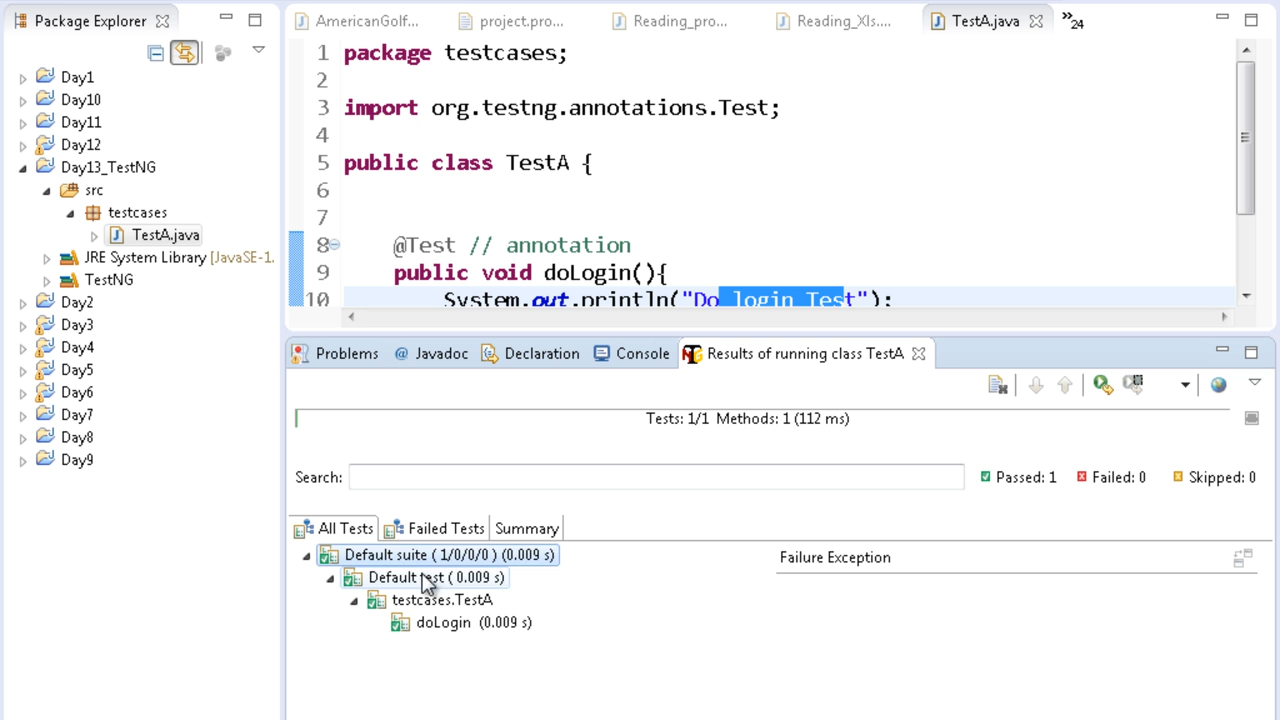 Package Explorer
AmericanGolf...
project.pro...
Reading_pro...
Reading_Xls....
TestA.java
»24
Day1
Day10
Day11
Day12
Day13_TestNG
src
testcases
TestA.java
JRE System Library [JavaSE-1.
TestNG
Day2
Day3
Day4
Day5
Day6
Day7
Day8
Day9
1 package testcases;
2
3 import org.testng.annotations.Test;
4
5 public class TestA {
6
7
8 @Test // annotation
9 public void doLogin(){
10 System.out.println("Do login Test");
Problems
@ Javadoc
Declaration
Console
Results of running class TestA
Tests: 1/1 Methods: 1 (112 ms)
Search:
Passed: 1
Failed: 0
Skipped: 0
All Tests
Failed Tests
Summary
Default suite ( 1/0/0/0 ) (0.009 s)
Default test ( 0.009 s)
testcases.TestA
doLogin (0.009 s)
Failure Exception